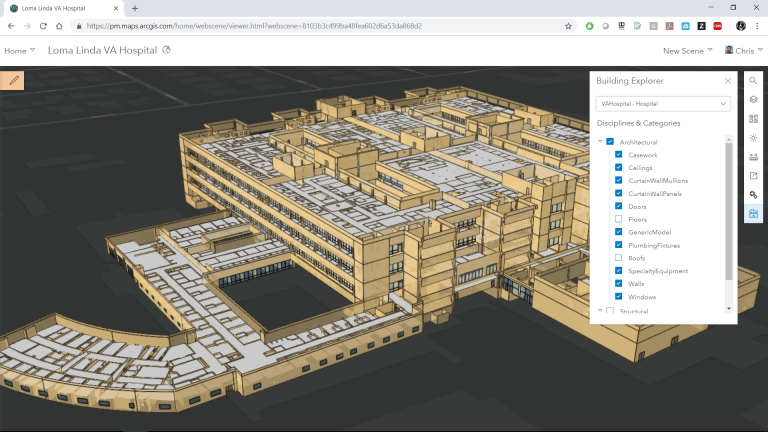 Loma Linda VA Hospital
https://pm.maps.arcgis.com/home/webscene/viewer.html?webscene=8103b3c499ba48fea602d6a53da868d2
Home
Loma Linda VA Hospital
New Scene
Chris
Building Explorer
VAHospital - Hospital
Disciplines & Categories
Architectural
Casework
Ceilings
CurtainWallMullions
CurtainWallPanels
Doors
Floors
GenericModel
PlumbingFixtures
Roofs
SpecialtyEquipment
Walls
Windows
Structural